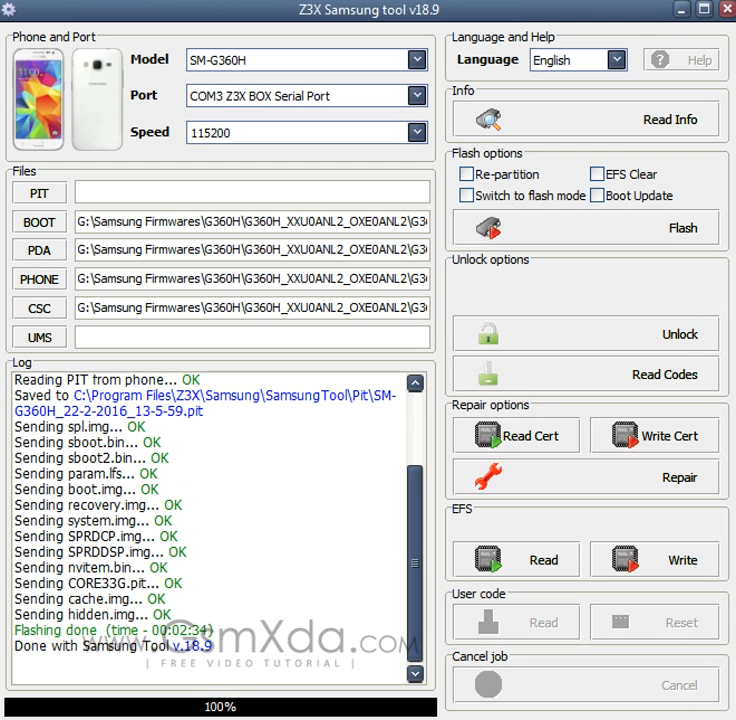 Z3X Samsung tool v18.9
Phone and Port
Model
SM-G360H
Port
COM3 Z3X BOX Serial Port
Speed
115200
Files
PIT
BOOT
G:\Samsung Firmwares\G360H\G360H_XXU0ANL2_OXE0ANL2\G3
PDA
G:\Samsung Firmwares\G360H\G360H_XXU0ANL2_OXE0ANL2\G3
PHONE
G:\Samsung Firmwares\G360H\G360H_XXU0ANL2_OXE0ANL2\G3
CSC
G:\Samsung Firmwares\G360H\G360H_XXU0ANL2_OXE0ANL2\G3
UMS
Log
Reading PIT from phone... OK
Saved to C:\Program Files\Z3X\Samsung\SamsungTool\Pit\SM-
G360H_22-2-2016_13-5-59.pit
Sending spl.img... OK
Sending sboot.bin... OK
Sending sboot2.bin... OK
Sending param.lfs... OK
Sending boot.img... OK
Sending recovery.img... OK
Sending system.img... OK
Sending SPRDCP.img... OK
Sending SPRDDSP.img... OK
Sending nvitem.bin... OK
Sending CORE33G.pit... OK
Sending cache.img... OK
Sending hidden.img... OK
Flashing done (time - 00:02:34)
Done with Samsung Tool v.18.9
www.GsmXda.com
| FREE VIDEO TUTORIAL |
100%
Language and Help
Language
English
Help
Info
Read Info
Flash options
Re-partition
EFS Clear
Switch to flash mode
Boot Update
Flash
Unlock options
Unlock
Read Codes
Repair options
Read Cert
Write Cert
Repair
EFS
Read
Write
User code
Read
Reset
Cancel job
Cancel